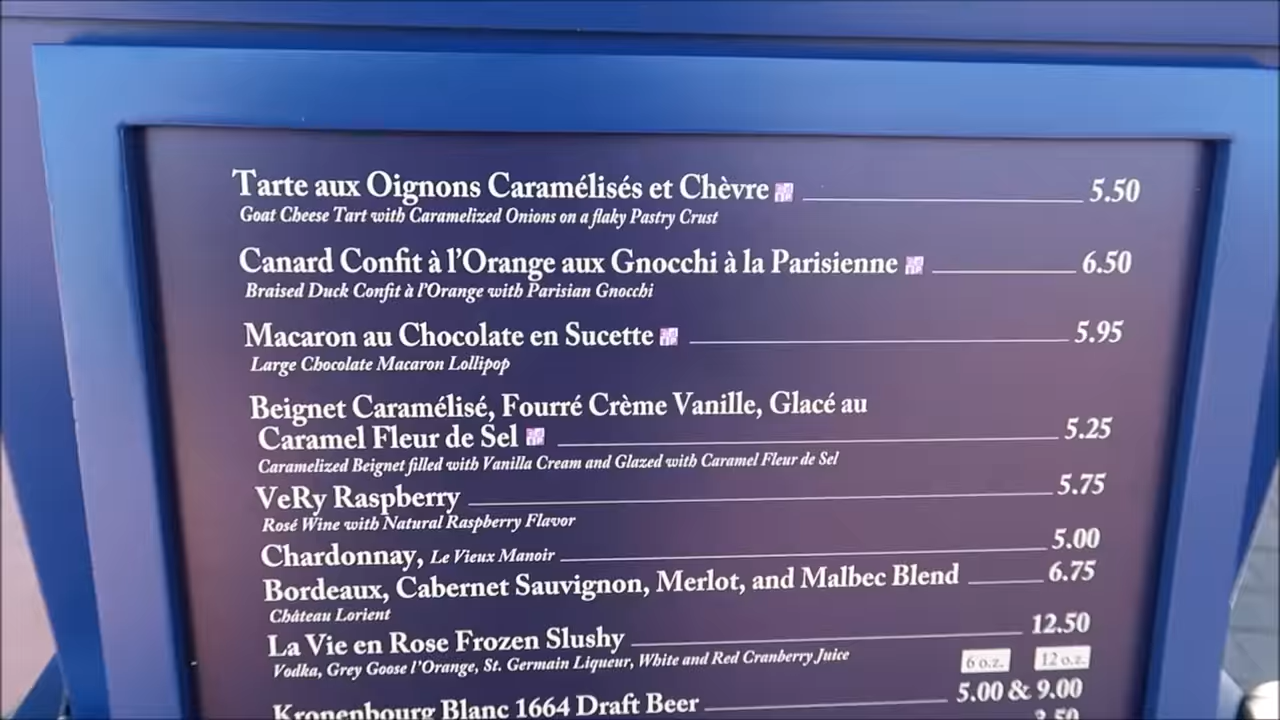 Tarte aux Oignons Caramélisés et Chèvre 5.50
Goat Cheese Tart with Caramelized Onions on a flaky Pastry Crust
Canard Confit à l'Orange aux Gnocchi à la Parisienne 6.50
Braised Duck Confit à l'Orange with Parisian Gnocchi
Macaron au Chocolate en Sucette 5.95
Large Chocolate Macaron Lollipop
Beignet Caramélisé, Fourré Crème Vanille, Glacé au
Caramel Fleur de Sel 5.25
Caramelized Beignet filled with Vanilla Cream and Glazed with Caramel Fleur de Sel
VeRy Raspberry 5.75
Rosé Wine with Natural Raspberry Flavor
Chardonnay, Le Vieux Manoir 5.00
Bordeaux, Cabernet Sauvignon, Merlot, and Malbec Blend 6.75
Château Lorient
La Vie en Rose Frozen Slushy 12.50
Vodka, Grey Goose l'Orange, St. Germain Liqueur, White and Red Cranberry Juice
6 o.z. 12 o.z.
Kronenbourg Blanc 1664 Draft Beer 5.00 & 9.00